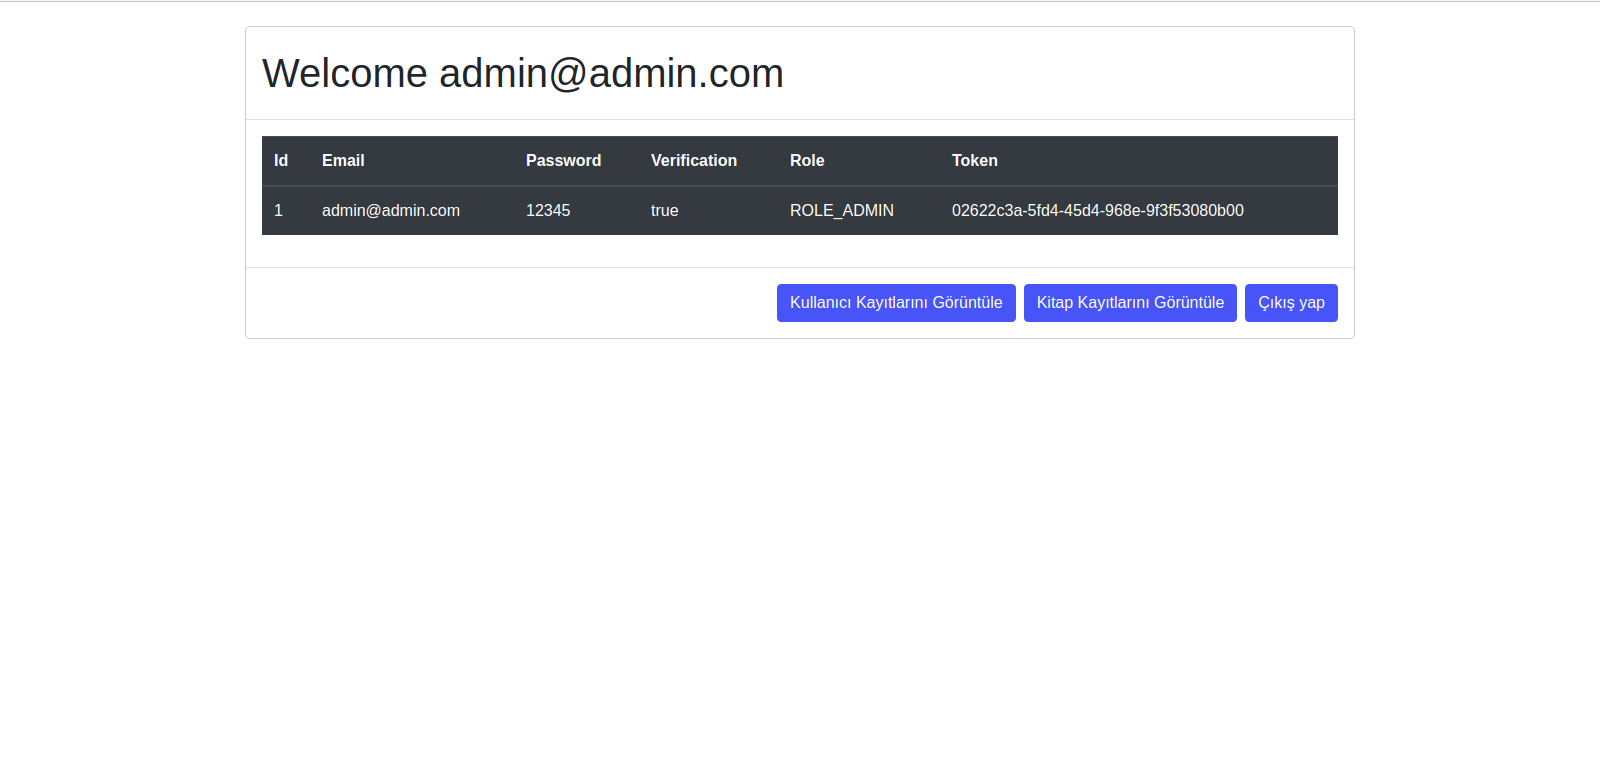 Welcome admin@admin.com
Id Email Password Verification Role Token
1 admin@admin.com 12345 true ROLE_ADMIN 02622c3a-5fd4-45d4-968e-9f3f53080b00
Kullanıcı Kayıtlarını Görüntüle Kitap Kayıtlarını Görüntüle Çıkış yap